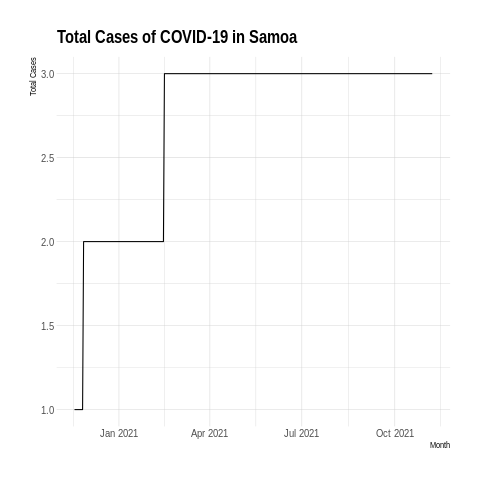 Total Cases of COVID-19 in Samoa
Total Cases
3.0
2.5
2.0
1.5
1.0
Jan 2021 Apr 2021 Jul 2021 Oct 2021
Month